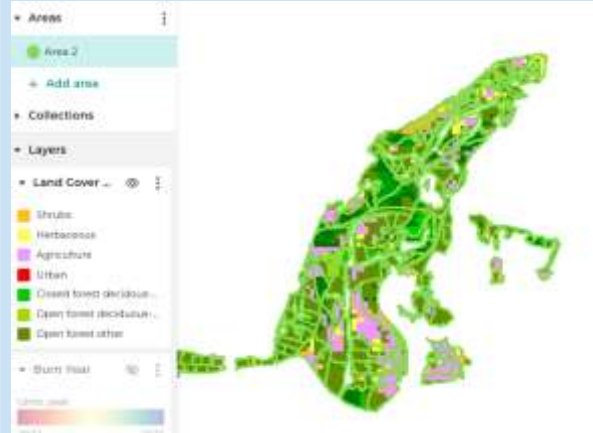 Areas
Area 2
+ Add area
Collections
Layers
Land Cover ...
Shrubs
Herbaceous
Agriculture
Urban
Closed forest deciduous...
Open forest deciduous-...
Open forest other
Burn Year